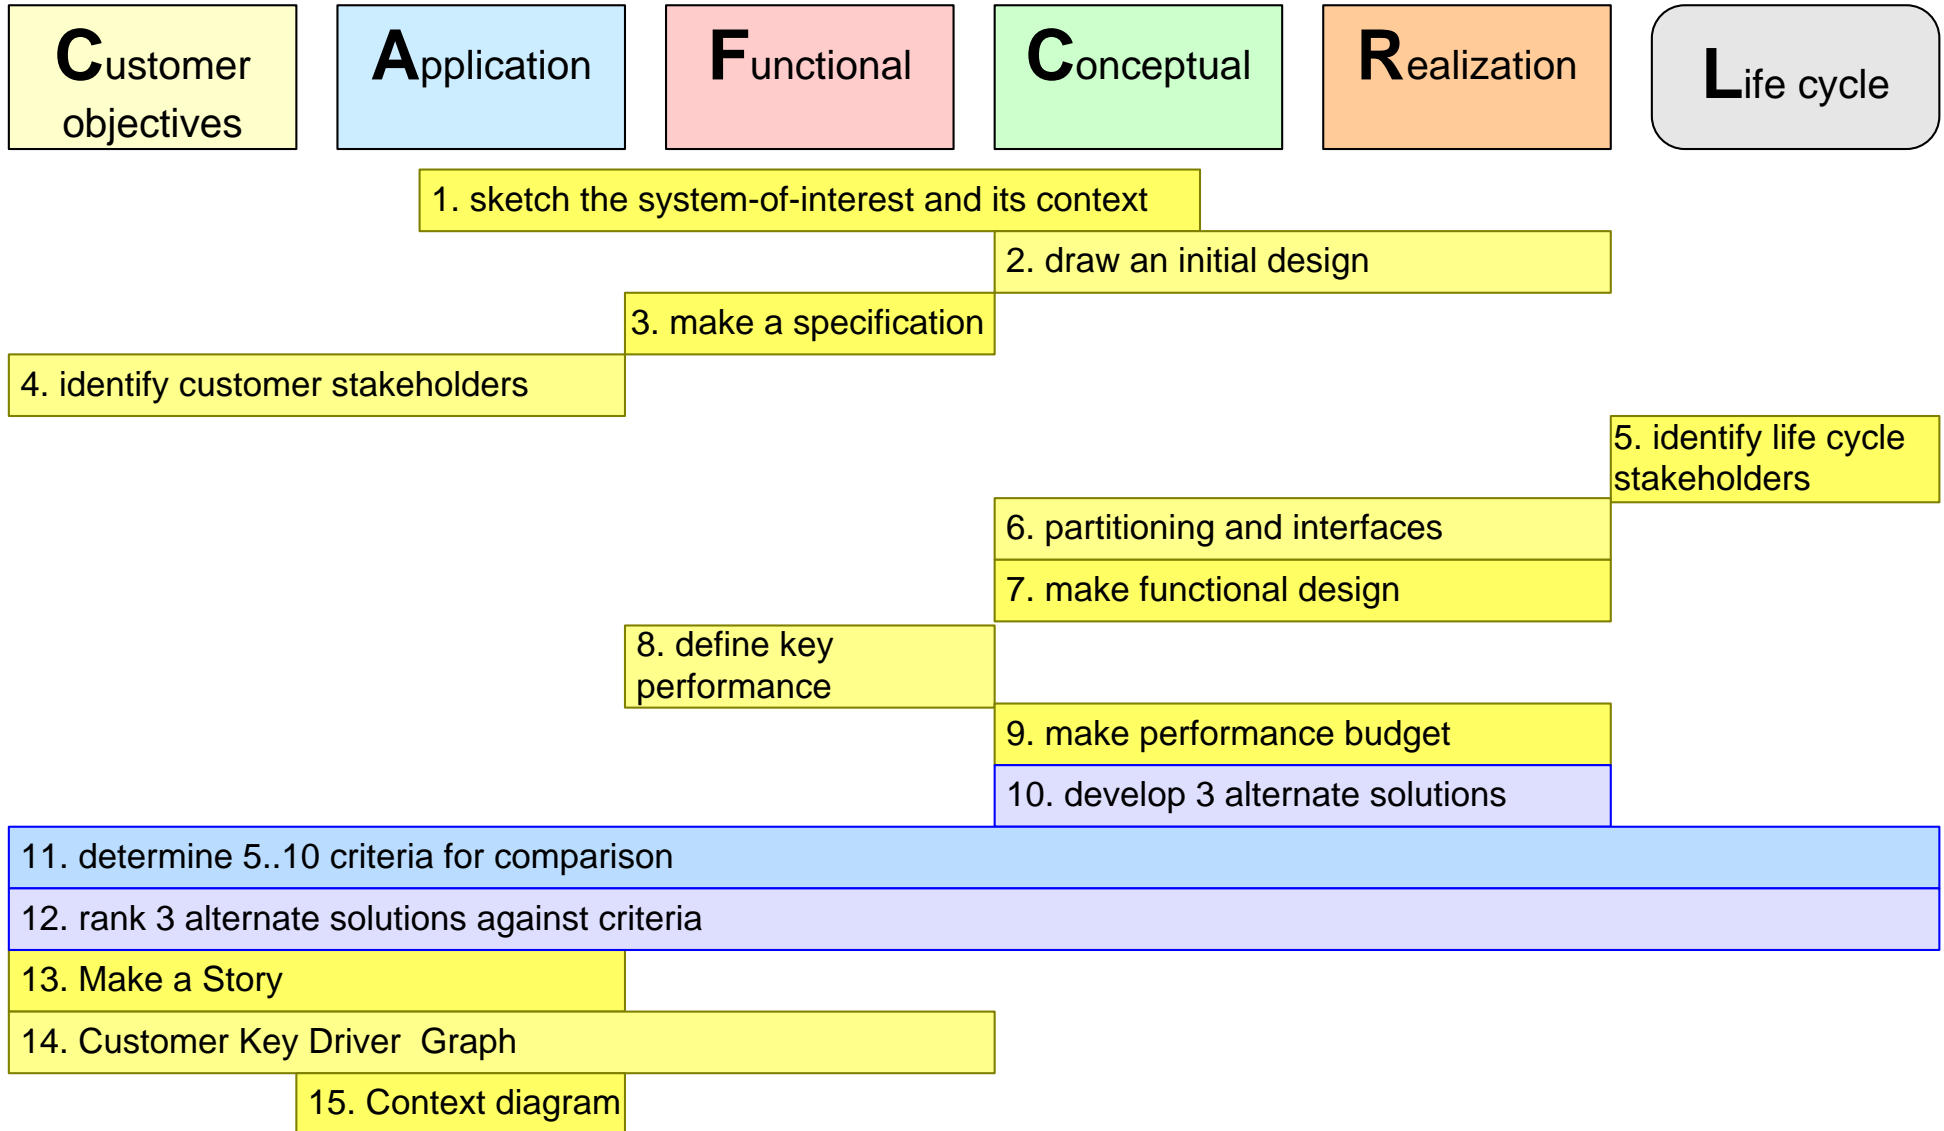 Customer
objectives
Application
Functional
Conceptual
Realization
Life cycle
1. sketch the system-of-interest and its context
2. draw an initial design
3. make a specification
4. identify customer stakeholders
5. identify life cycle
stakeholders
6. partitioning and interfaces
7. make functional design
8. define key
performance
9. make performance budget
10. develop 3 alternate solutions
11. determine 5..10 criteria for comparison
12. rank 3 alternate solutions against criteria
13. Make a Story
14. Customer Key Driver  Graph
15. Context diagram